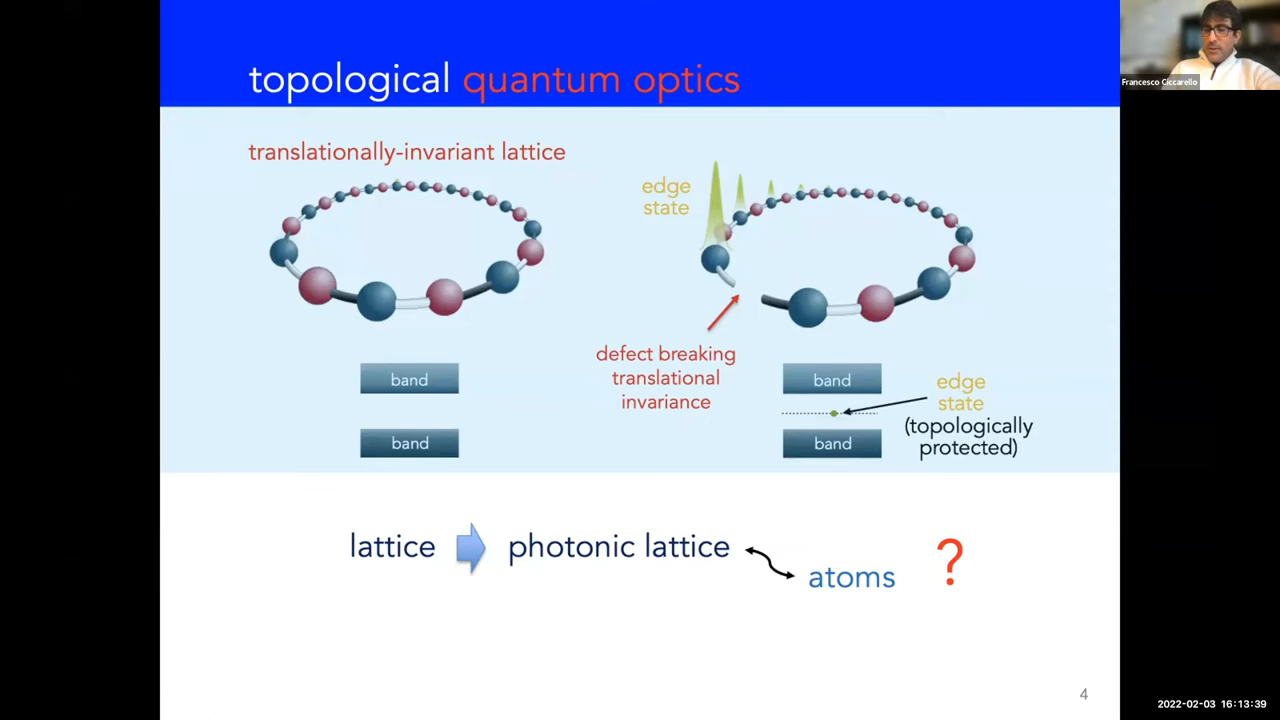 topological quantum optics
Francesco Ciccarello
translationally-invariant lattice
edge
state
defect breaking
translational
invariance
band
band
band
band
edge
state
(topologically
protected)
lattice
photonic lattice
atoms
?
4
2022-02-03 16:13:39